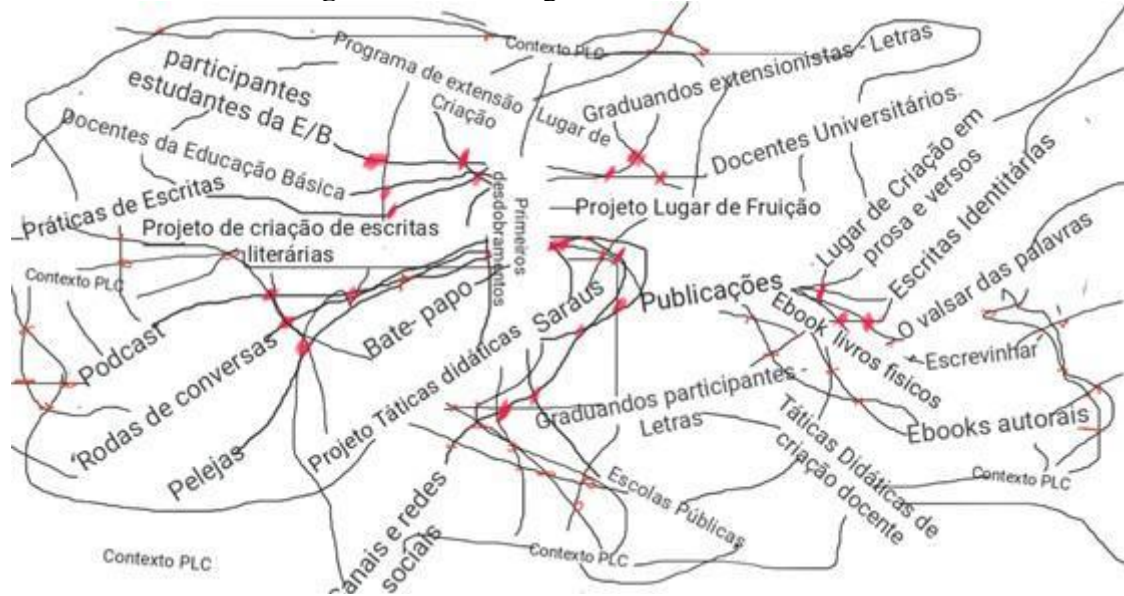 Contexto PLC
Programa de extensão Lugar de
Criação
participantes
estudantes da E/B
Graduandos extensionistas - Letras
Docentes da Educação Básica
Docentes Universitários.
Práticas de Escritas
Projeto de criação de escritas
literárias
Primeiros
desdobramentos
Projeto Lugar de Fruição
Lugar de Criação em
prosa e versos
Escritas Identitárias
O valsar das palavras
Contexto PLC
Podcast
Rodas de conversas
Pelejas
Bate- papo
Projeto Táticas didáticas
Saraus
Publicações
Ebook livros fisicos
Escrevinhar
Ebooks autorais
Graduandos participantes -
Letras
Táticas Didáticas de
criação docente
Escolas Públicas
Canais e redes
sociais
Contexto PLC
Contexto PLC
Contexto PLC